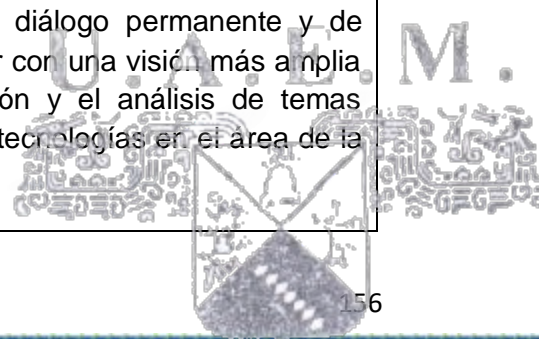 diálogo permanente y de
r con una visión más amplia
ón y el análisis de temas
tecnologías en el área de la
U.A.E.M.
156